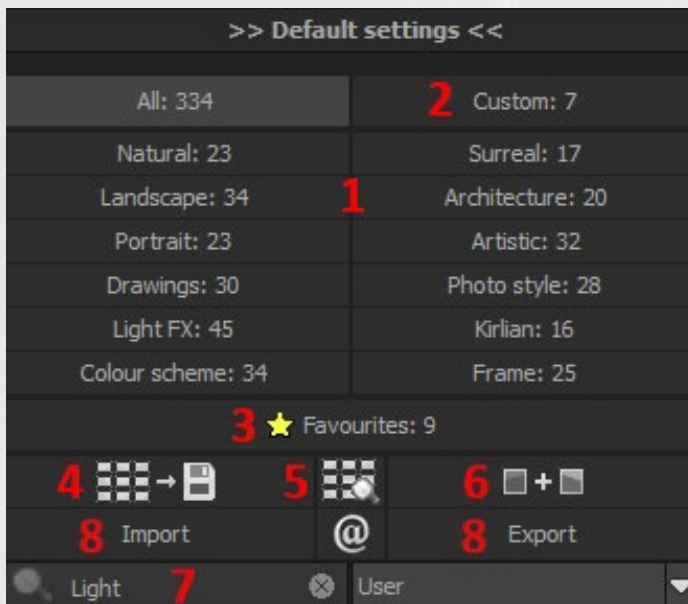 >> Default settings <<
All: 334 2 Custom: 7
Natural: 23 Surreal: 17
Landscape: 34 1 Architecture: 20
Portrait: 23 Artistic: 32
Drawings: 30 Photo style: 28
Light FX: 45 Kirlian: 16
Colour scheme: 34 Frame: 25
3 Favourites: 9
4 → 5 6 +
8 Import @ 8 Export
Light 7 User